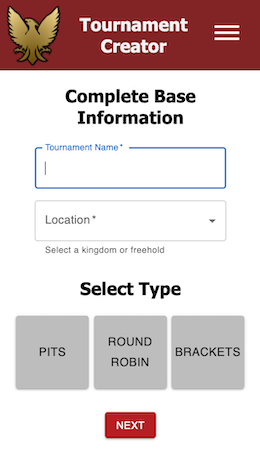 Tournament
Creator
Complete Base
Information
Tournament Name *
Location *
Select a kingdom or freehold
Select Type
PITS
ROUND
ROBIN
BRACKETS
NEXT